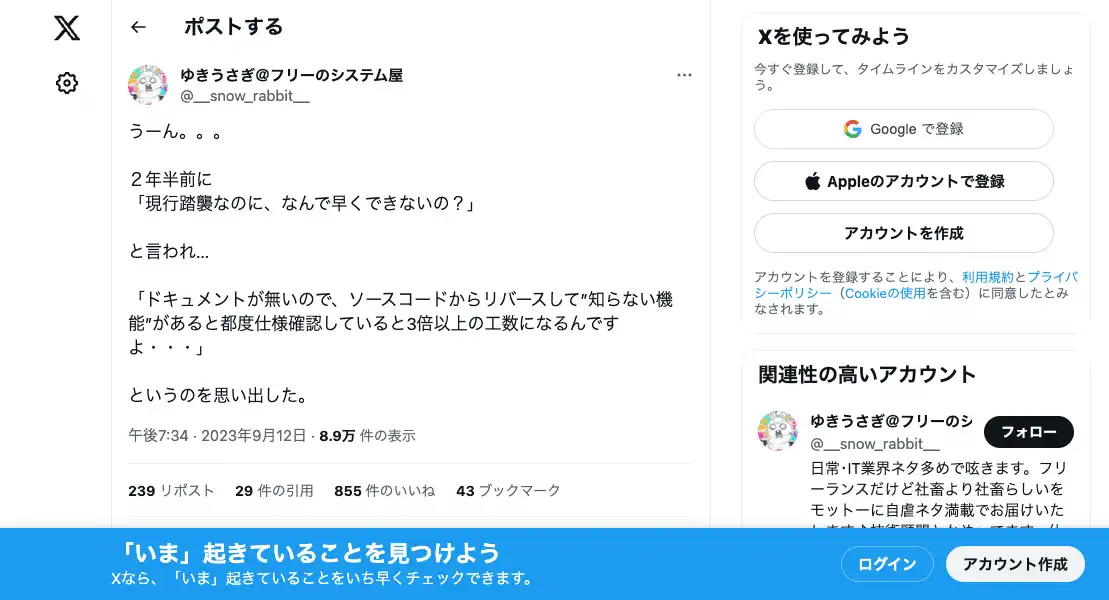 ポストする
ゆきうさぎ@フリーのシステム屋
@__snow_rabbit__
うーん。。。
２年半前に
「現行踏襲なのに、なんで早くできないの？」
と言われ...
「ドキュメントが無いので、ソースコードからリバースして”知らない機
能”があると都度仕様確認していると3倍以上の工数になるんです
よ・・・」
というのを思い出した。
午後7:34 · 2023年9月12日 · 8.9万 件の表示
239 リポスト 29 件の引用 855 件のいいね 43 ブックマーク
Xを使ってみよう
今すぐ登録して、タイムラインをカスタマイズしましょ
う。
Google で登録
Appleのアカウントで登録
アカウントを作成
アカウントを登録することにより、利用規約とプライバ
シーポリシー（Cookieの使用を含む）に同意したとみ
なされます。
関連性の高いアカウント
ゆきうさぎ@フリーのシ
フォロー
@__snow_rabbit__
日常･IT業界ネタ多めで呟きます。フリ
ーランスだけど社畜より社畜らしいを
モットーに自虐ネタ満載でお届けいた
「いま」起きていることを見つけよう
Xなら、「いま」起きていることをいち早くチェックできます。
ログイン
アカウント作成